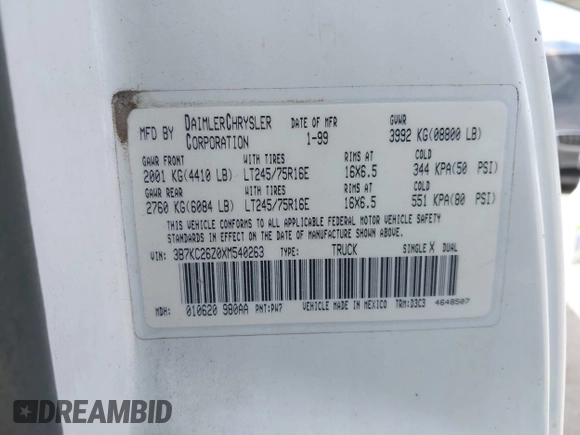 MFD BY DAIMLERCHRYSLER CORPORATION DATE OF MFR 1-99 GVWR 3992 KG(08800 LB)
GAWR FRONT WITH TIRES RIMS AT COLD
2001 KG(4410 LB) LT245/75R16E 16X6.5 344 KPA(50 PSI)
GAWR REAR WITH TIRES RIMS AT COLD
2760 KG(6084 LB) LT245/75R16E 16X6.5 551 KPA(80 PSI)
THIS VEHICLE CONFORMS TO ALL APPLICABLE FEDERAL MOTOR VEHICLE SAFETY
STANDARDS IN EFFECT ON THE DATE OF MANUFACTURE SHOWN ABOVE.
VIN: 3B7KC26Z0XM540263 TYPE: TRUCK SINGLE X DUAL
MDH: 010620 980AA PNT:PW7 VEHICLE MADE IN MEXICO TRM:D3C3 4648507
DREAMBID